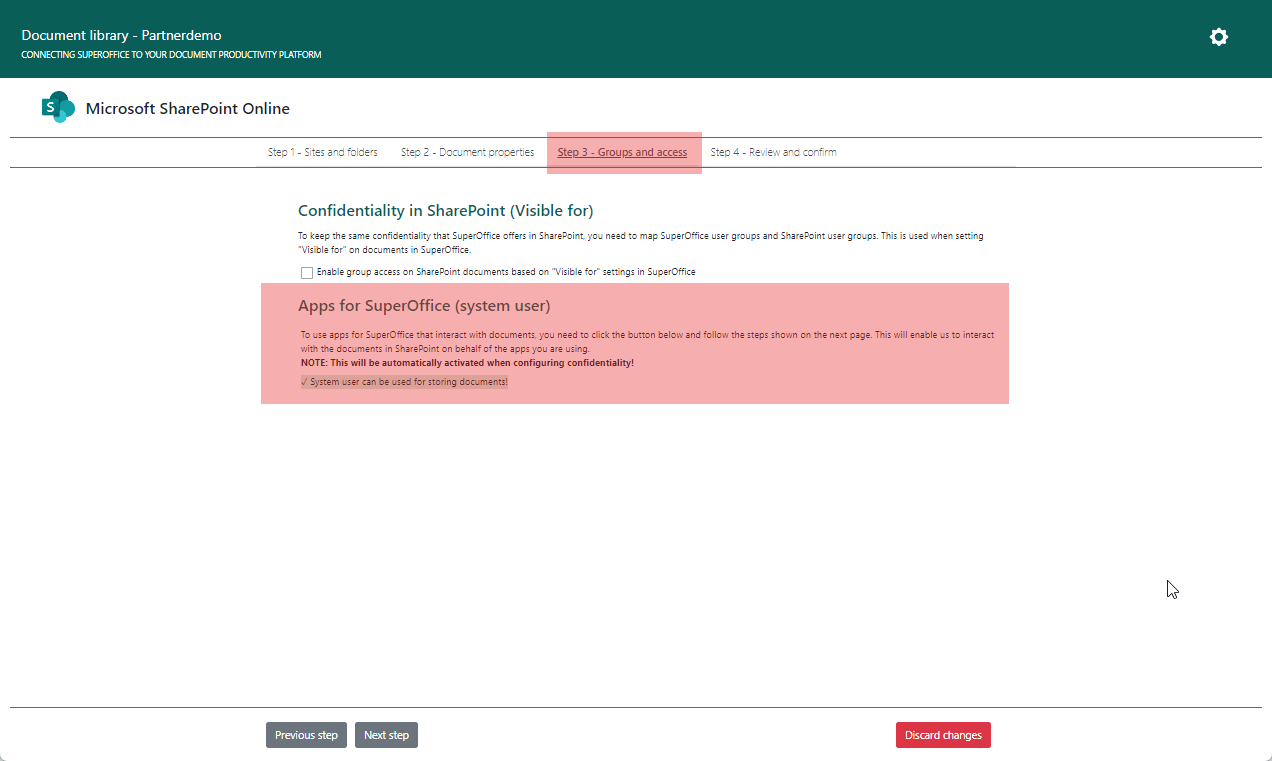 Document library - Partnerdemo
CONNECTING SUPEROFFICE TO YOUR DOCUMENT PRODUCTIVITY PLATFORM
S
Microsoft SharePoint Online
Step 1 - Sites and folders
Step 2 - Document properties
Step 3 - Groups and access
Step 4 - Review and confirm
Confidentiality in SharePoint (Visible for)
To keep the same confidentiality that SuperOffice offers in SharePoint, you need to map SuperOffice user groups and SharePoint user groups. This is used when setting
"Visible for" on documents in SuperOffice.
Enable group access on SharePoint documents based on "Visible for" settings in SuperOffice
Apps for SuperOffice (system user)
To use apps for SuperOffice that interact with documents, you need to click the button below and follow the steps shown on the next page. This will enable us to interact
with the documents in SharePoint on behalf of the apps you are using.
NOTE: This will be automatically activated when configuring confidentiality!
✓ System user can be used for storing documents!
Previous step
Next step
Discard changes